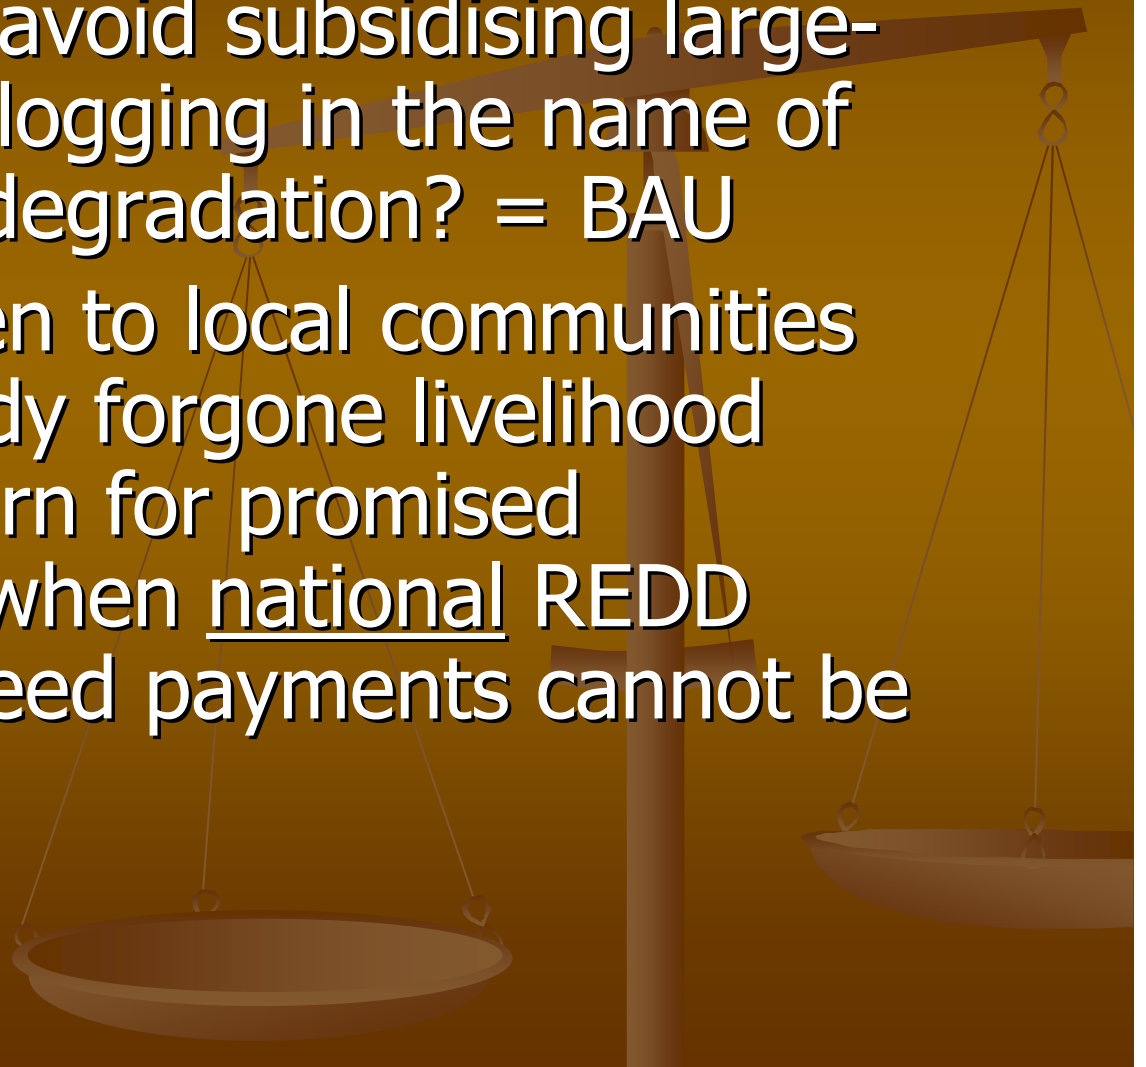 avoid subsidising large-
logging in the name of
degradation? = BAU
en to local communities
dy forgone livelihood
rn for promised
when national REDD
eed payments cannot be